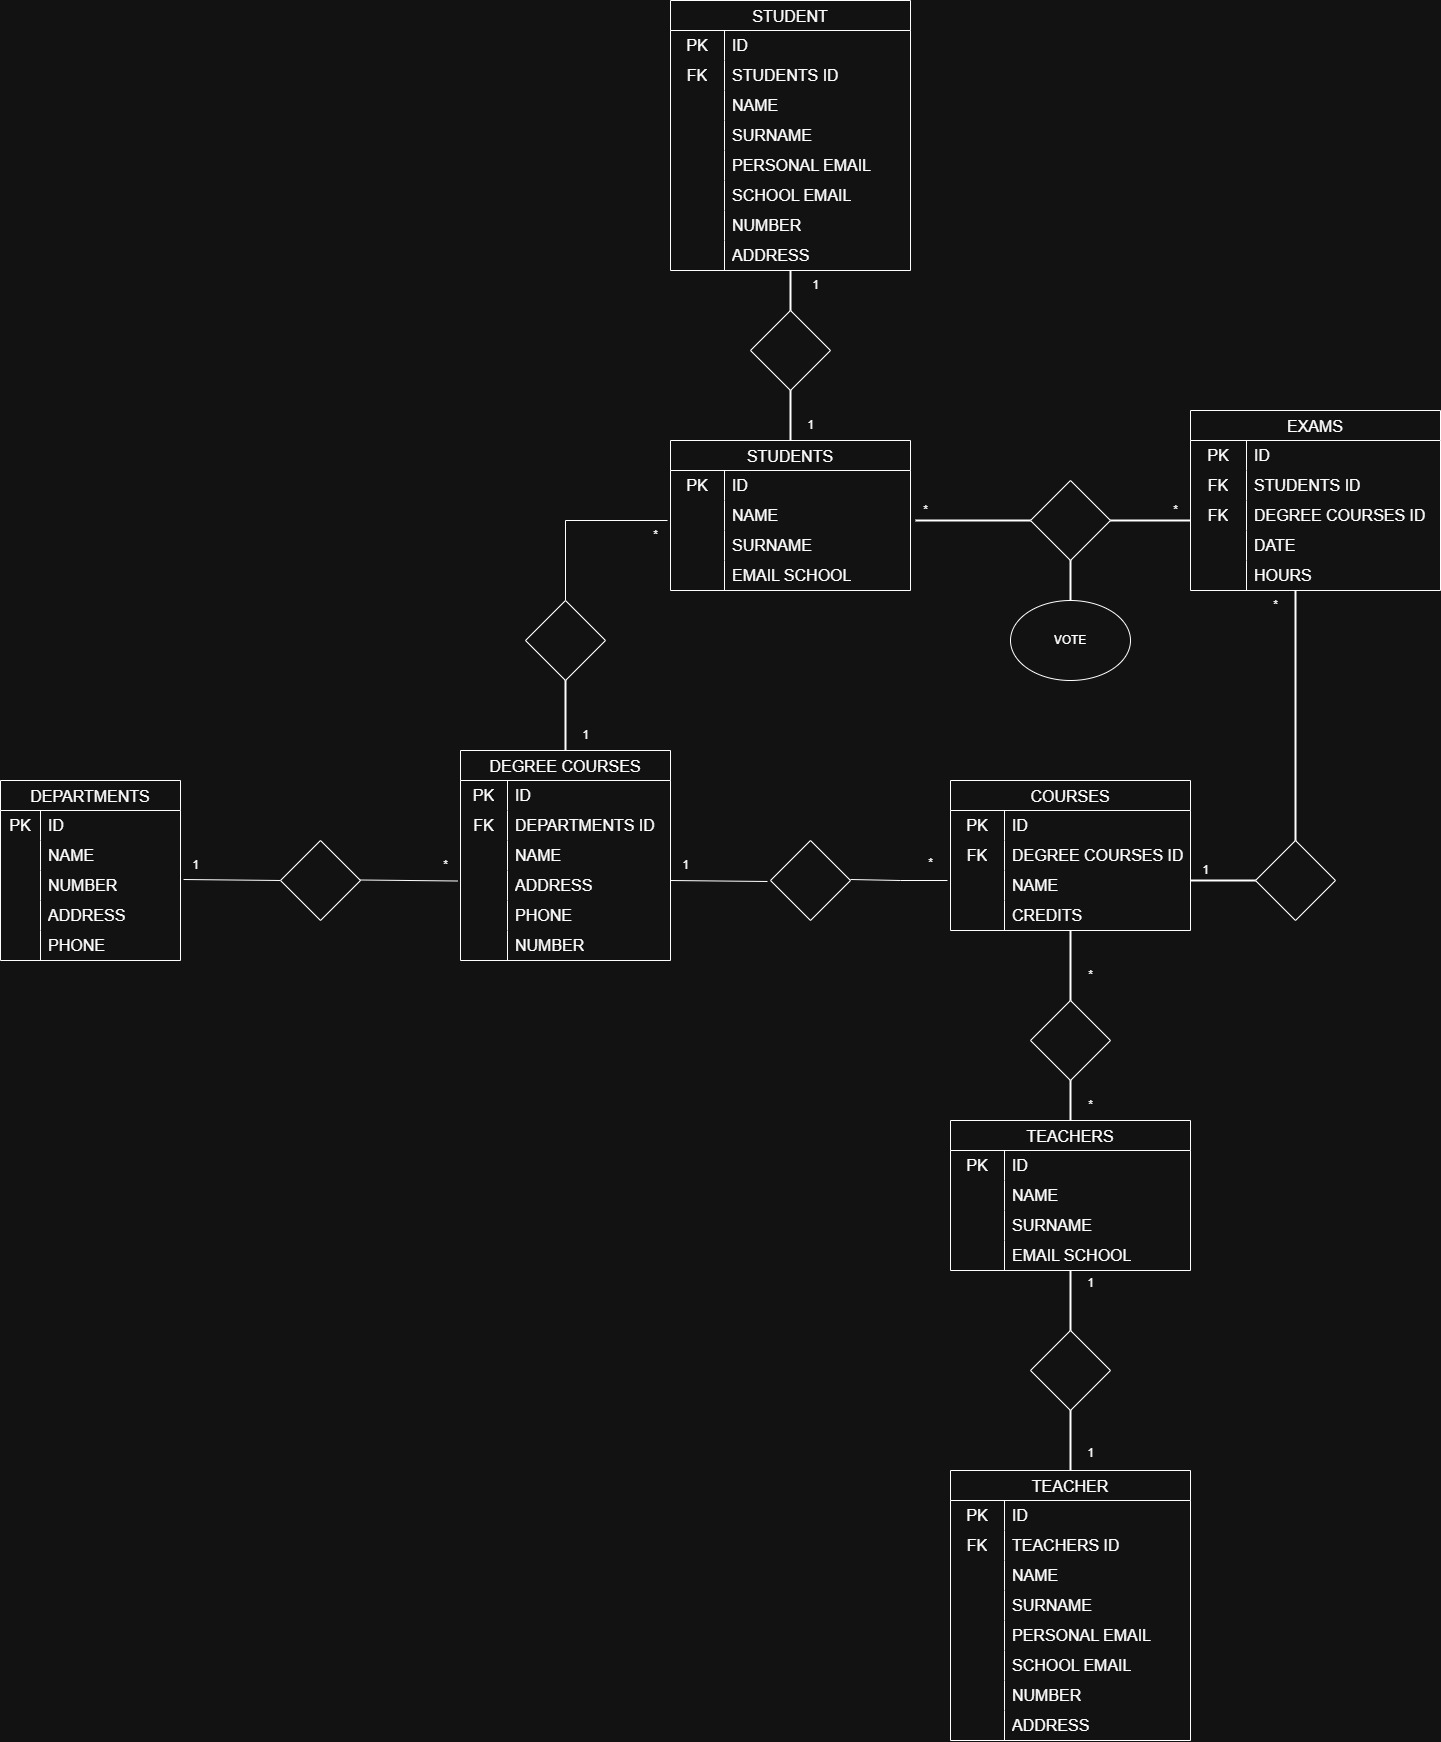 STUDENT
PK ID
FK STUDENTS ID
NAME
SURNAME
PERSONAL EMAIL
SCHOOL EMAIL
NUMBER
ADDRESS
1
1
STUDENTS
PK ID
NAME
SURNAME
EMAIL SCHOOL
*
*
*
VOTE
EXAMS
PK ID
FK STUDENTS ID
FK DEGREE COURSES ID
DATE
HOURS
*
1
DEPARTMENTS
PK ID
NAME
NUMBER
ADDRESS
PHONE
1
*
DEGREE COURSES
PK ID
FK DEPARTMENTS ID
NAME
ADDRESS
PHONE
NUMBER
1
*
COURSES
PK ID
FK DEGREE COURSES ID
NAME
CREDITS
1
*
*
TEACHERS
PK ID
NAME
SURNAME
EMAIL SCHOOL
1
1
TEACHER
PK ID
FK TEACHERS ID
NAME
SURNAME
PERSONAL EMAIL
SCHOOL EMAIL
NUMBER
ADDRESS